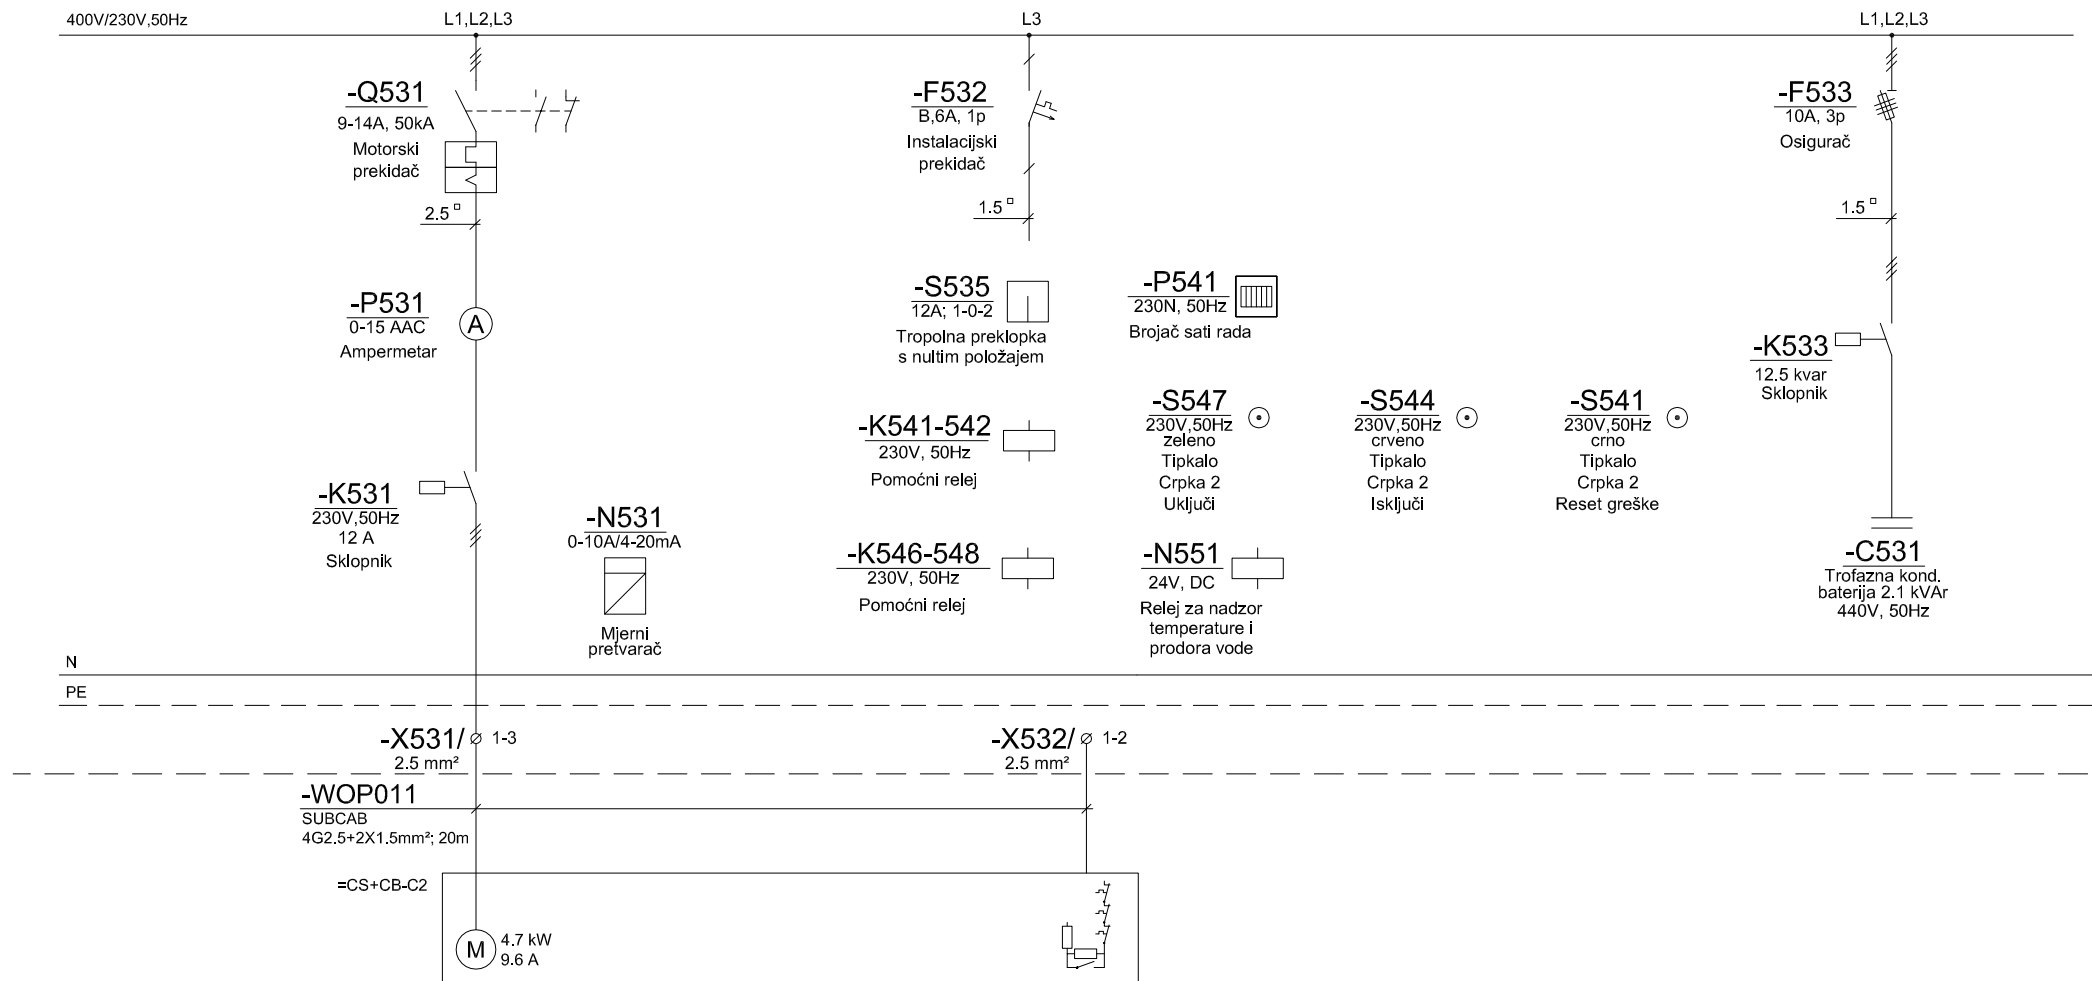 400V/230V,50Hz
L1,L2,L3
L3
L1,L2,L3
-Q531
9-14A, 50kA
Motorski
prekidač
2.5
-F532
B,6A, 1p
Instalacijski
prekidač
1.5
-F533
10A, 3p
Osigurač
1.5
-P531
0-15 AAC
Ampermetar
A
-S535
12A; 1-0-2
Tropolna preklopka
s nultim položajem
-P541
230N, 50Hz
Brojač sati rada
-K533
12.5 kvar
Sklopnik
-K541-542
230V, 50Hz
Pomoćni relej
-S547
230V,50Hz
zeleno
Tipkalo
Crpka 2
Uključi
-S544
230V,50Hz
crveno
Tipkalo
Crpka 2
Isključi
-S541
230V,50Hz
crno
Tipkalo
Crpka 2
Reset greške
-K531
230V,50Hz
12 A
Sklopnik
-N531
0-10A/4-20mA
Mjerni
pretvarač
-K546-548
230V, 50Hz
Pomoćni relej
-N551
24V, DC
Relej za nadzor
temperature i
prodora vode
-C531
Trofazna kond.
baterija 2.1 kVAr
440V, 50Hz
N
PE
-X531/ 1-3
2.5 mm²
-X532/ 1-2
2.5 mm²
-WOP011
SUBCAB
4G2.5+2X1.5mm²; 20m
=CS+CB-C2
M
4.7 kW
9.6 A